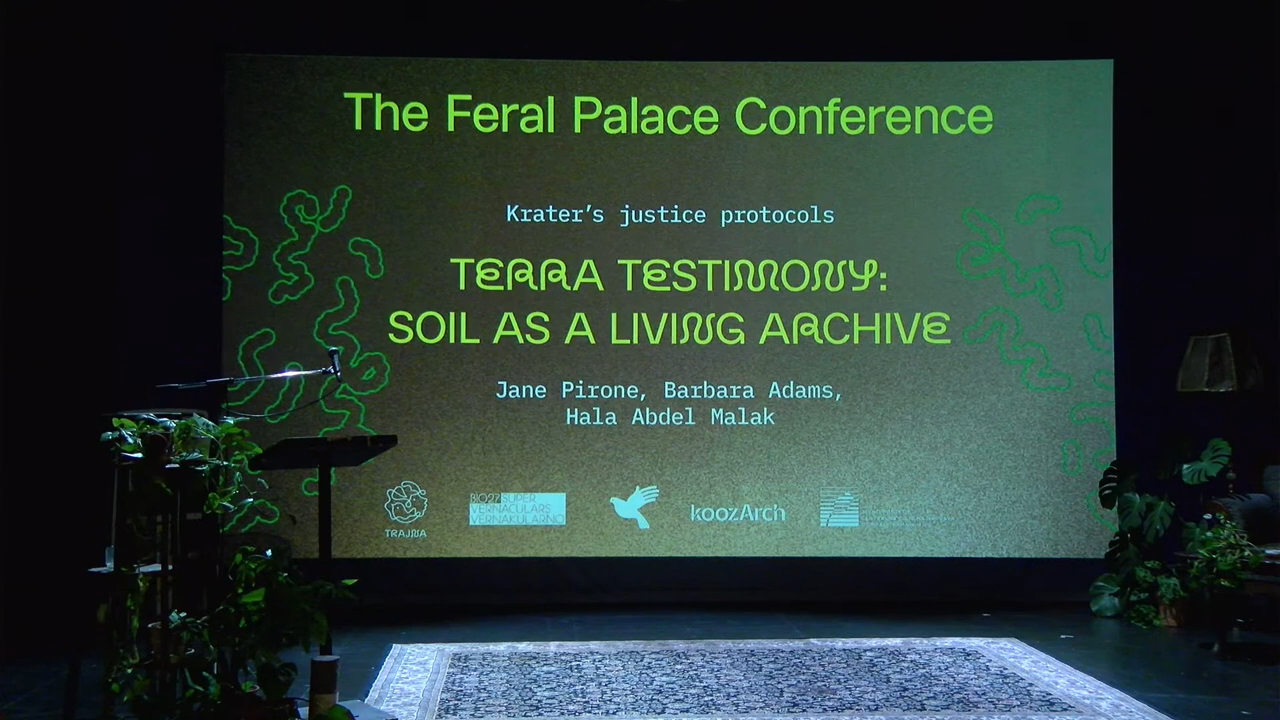 The Feral Palace Conference
Krater's justice protocols
TERRA TESTIMONY:
SOIL AS A LIVING ARCHIVE
Jane Pirone, Barbara Adams,
Hala Abdel Malak
TRAJNA
BIO27 SUPER
VERNACULARS
VERNAKULARNO
koozArch